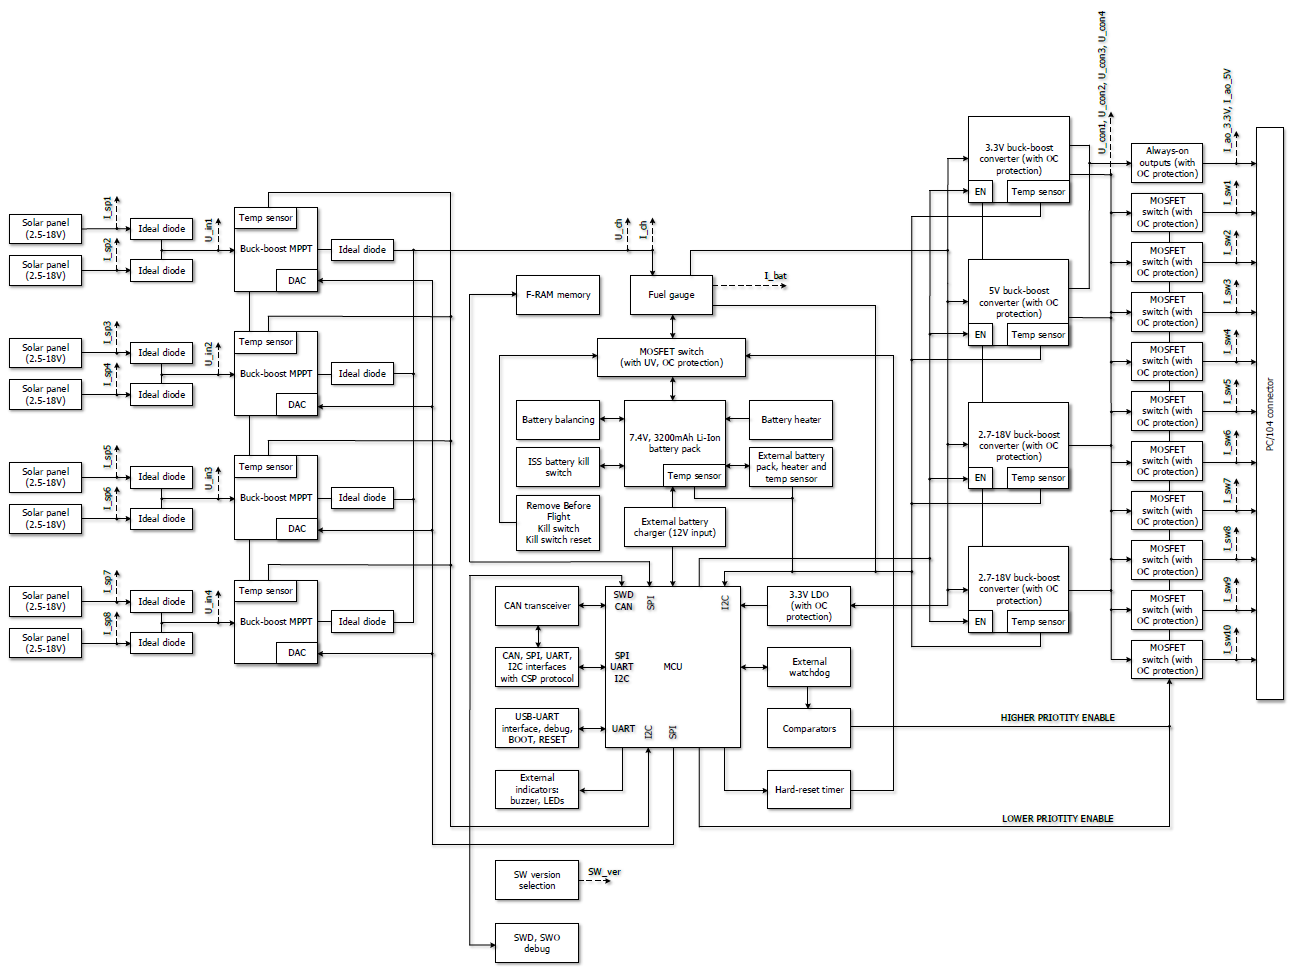 U_con1, U_con2, U_con3, U_con4
I_ao_3.3V, I_ao_5V
3.3V buck-boost
converter (with OC
protection)
EN
Temp sensor
Always-on
outputs (with
OC protection)
I_sp1
Solar panel
(2.5-18V)
Ideal diode
I_sp2
Solar panel
(2.5-18V)
Ideal diode
U_in1
Temp sensor
Buck-boost MPPT
DAC
Ideal diode
I_sp3
Solar panel
(2.5-18V)
Ideal diode
I_sp4
Solar panel
(2.5-18V)
Ideal diode
U_in2
Temp sensor
Buck-boost MPPT
DAC
Ideal diode
I_sp5
Solar panel
(2.5-18V)
Ideal diode
I_sp6
Solar panel
(2.5-18V)
Ideal diode
U_in3
Temp sensor
Buck-boost MPPT
DAC
Ideal diode
I_sp7
Solar panel
(2.5-18V)
Ideal diode
I_sp8
Solar panel
(2.5-18V)
Ideal diode
U_in4
Temp sensor
Buck-boost MPPT
DAC
Ideal diode
U_ch
I_ch
I_bat
F-RAM memory
Fuel gauge
MOSFET switch
(with UV, OC protection)
Battery balancing
7.4V, 3200mAh Li-Ion
battery pack
Temp sensor
Battery heater
ISS battery kill
switch
External battery
pack, heater and
temp sensor
Remove Before
Flight
Kill switch
Kill switch reset
External battery
charger (12V input)
CAN transceiver
SWD
CAN
SPI
I2C
3.3V LDO
(with OC
protection)
CAN, SPI, UART,
I2C interfaces
with CSP protocol
SPI
UART
I2C
MCU
External
watchdog
USB-UART
interface, debug,
BOOT, RESET
UART
I2C
SPI
Comparators
External
indicators:
buzzer, LEDs
Hard-reset timer
SW version
selection
SW_ver
SWD, SWO
debug
5V buck-boost
converter (with OC
protection)
EN
Temp sensor
2.7-18V buck-boost
converter (with OC
protection)
EN
Temp sensor
2.7-18V buck-boost
converter (with OC
protection)
EN
Temp sensor
I_sw1
MOSFET
switch (with
OC protection)
I_sw2
MOSFET
switch (with
OC protection)
I_sw3
MOSFET
switch (with
OC protection)
I_sw4
MOSFET
switch (with
OC protection)
I_sw5
MOSFET
switch (with
OC protection)
I_sw6
MOSFET
switch (with
OC protection)
I_sw7
MOSFET
switch (with
OC protection)
I_sw8
MOSFET
switch (with
OC protection)
I_sw9
MOSFET
switch (with
OC protection)
I_sw10
MOSFET
switch (with
OC protection)
PC/104 connector
HIGHER PRIOTITY ENABLE
LOWER PRIOTITY ENABLE